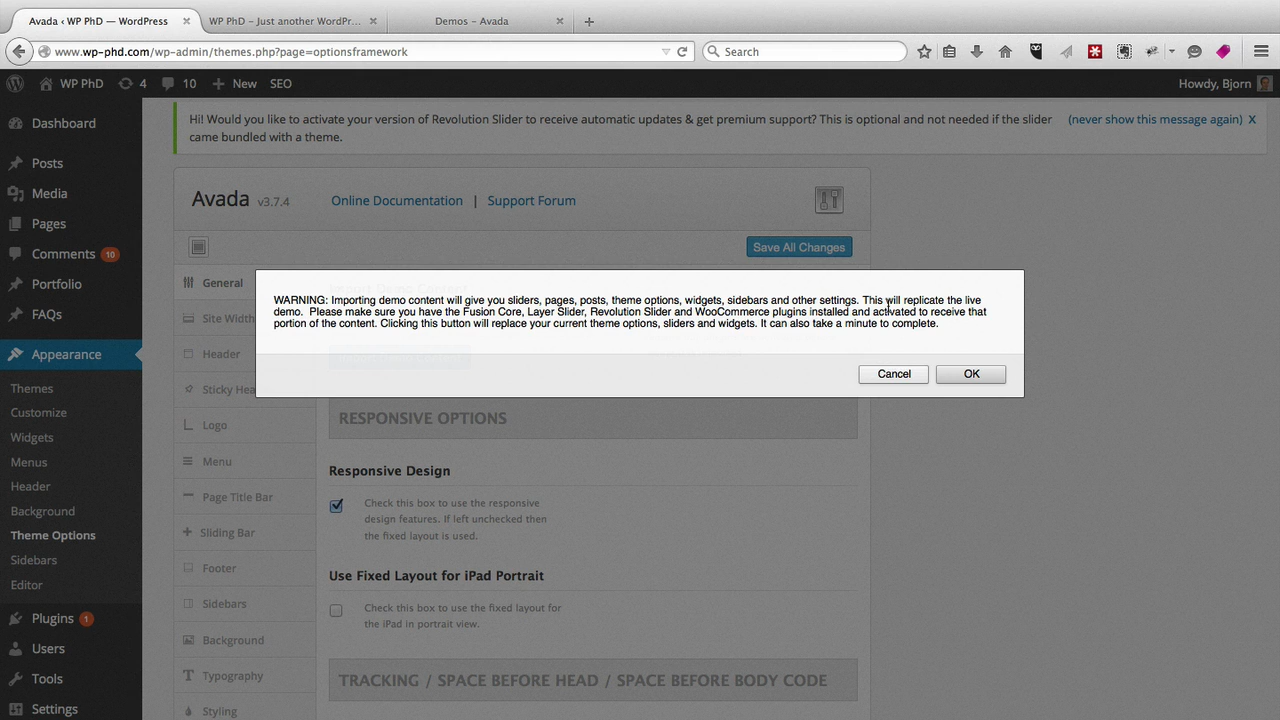 Avada ‹ WP PhD — WordPress
WP PhD – Just another WordPr...
Demos – Avada
www.wp-phd.com/wp-admin/themes.php?page=optionsframework
Search
WP PhD
4
10
New
SEO
Howdy, Bjorn
Dashboard
Posts
Media
Pages
Comments 10
Portfolio
FAQs
Appearance
Themes
Customize
Widgets
Menus
Header
Background
Theme Options
Sidebars
Editor
Plugins 1
Users
Tools
Settings
Hi! Would you like to activate your version of Revolution Slider to receive automatic updates & get premium support? This is optional and not needed if the slider
came bundled with a theme.
(never show this message again) X
Avada v3.7.4
Online Documentation | Support Forum
Save All Changes
General
Site Width
Header
Sticky Hea
Logo
Menu
Page Title Bar
Sliding Bar
Footer
Sidebars
Background
Typography
Styling
WARNING: Importing demo content will give you sliders, pages, posts, theme options, widgets, sidebars and other settings. This will replicate the live
demo. Please make sure you have the Fusion Core, Layer Slider, Revolution Slider and WooCommerce plugins installed and activated to receive that
portion of the content. Clicking this button will replace your current theme options, sliders and widgets. It can also take a minute to complete.
Cancel
OK
RESPONSIVE OPTIONS
Responsive Design
Check this box to use the responsive
design features. If left unchecked then
the fixed layout is used.
Use Fixed Layout for iPad Portrait
Check this box to use the fixed layout for
the iPad in portrait view.
TRACKING / SPACE BEFORE HEAD / SPACE BEFORE BODY CODE